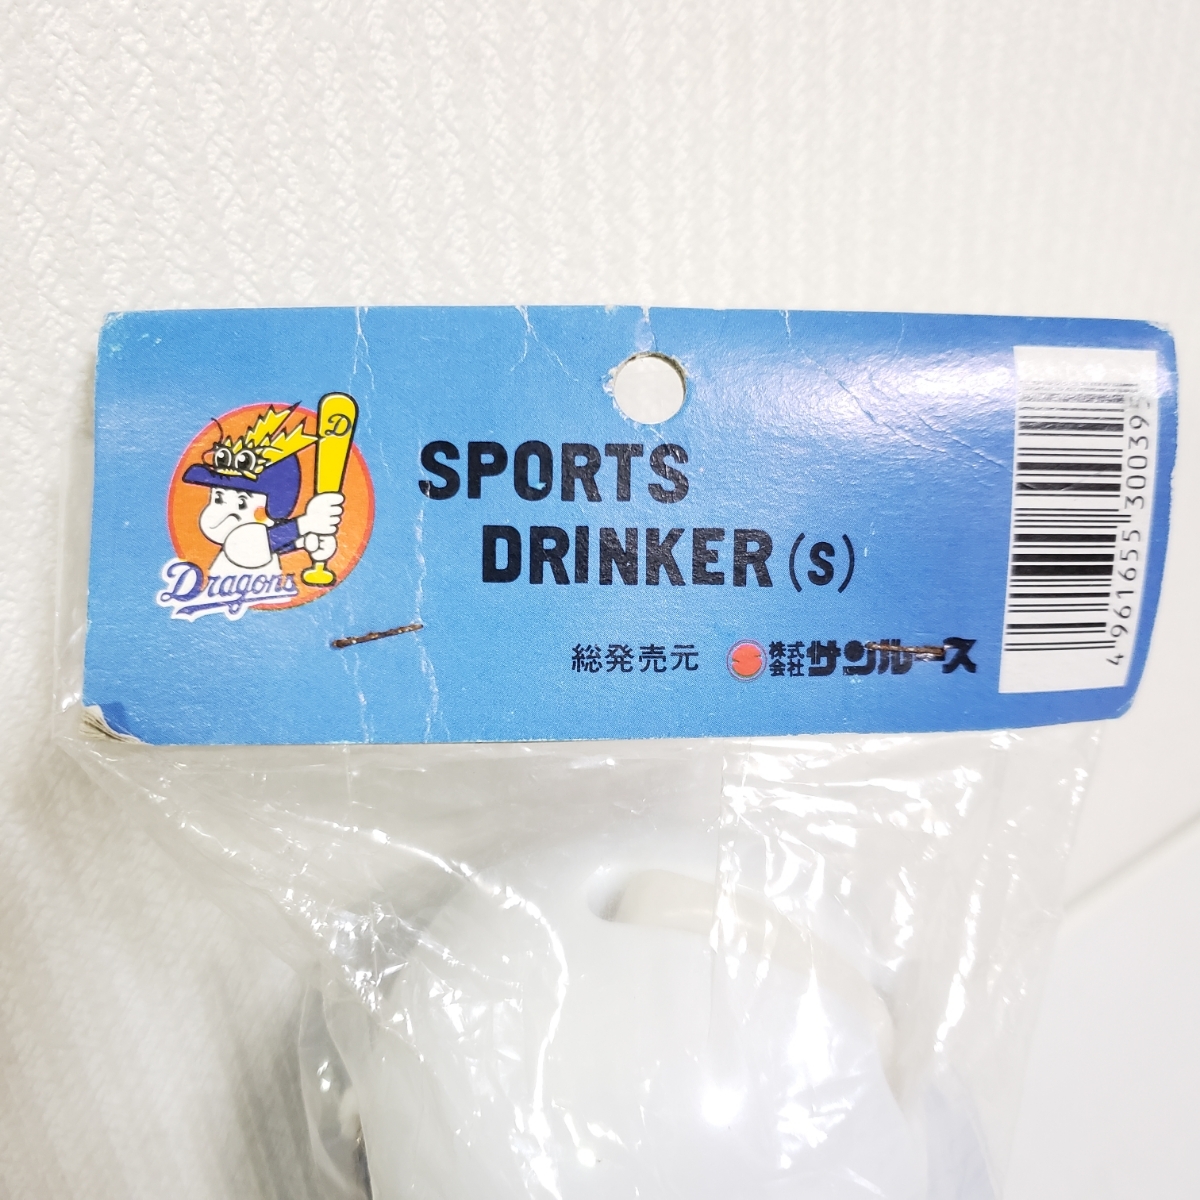 D
Dragons
SPORTS
DRINKER (S)
総発売元 株式会社 サンルース
4961655300395